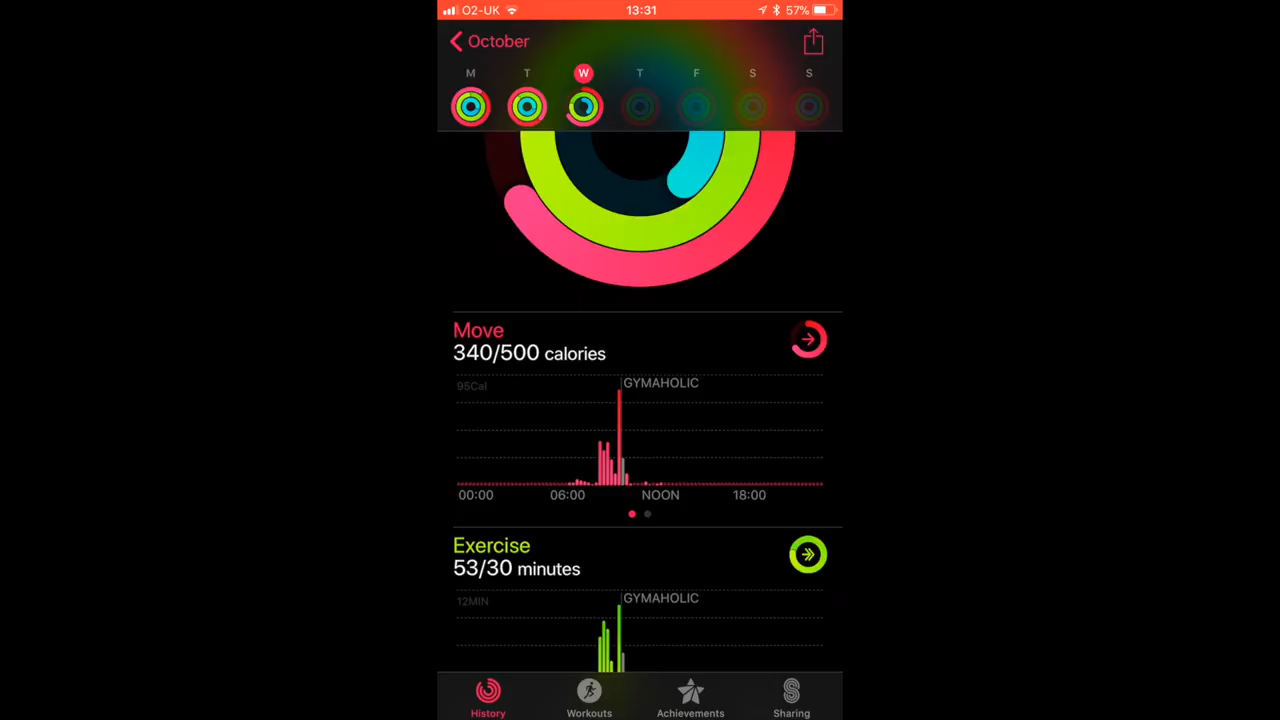 O2-UK 13:31 57%
October
M T W T F S S
Move
340/500 calories
95Cal GYMAHOLIC
00:00 06:00 NOON 18:00
Exercise
53/30 minutes
12MIN GYMAHOLIC
History Workouts Achievements Sharing